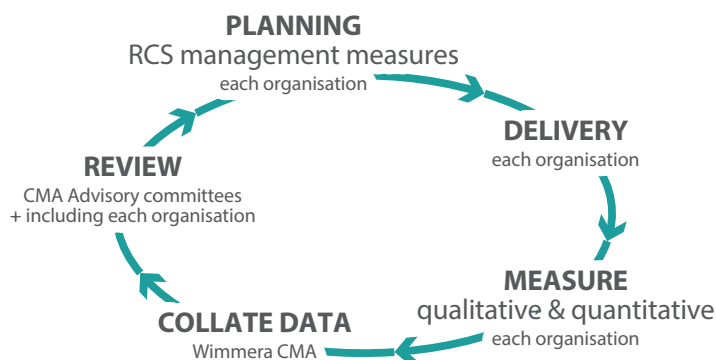 PLANNING
RCS management measures
each organisation
DELIVERY
each organisation
MEASURE
qualitative & quantitative
each organisation
COLLATE DATA
Wimmera CMA
REVIEW
CMA Advisory committees
+ including each organisation